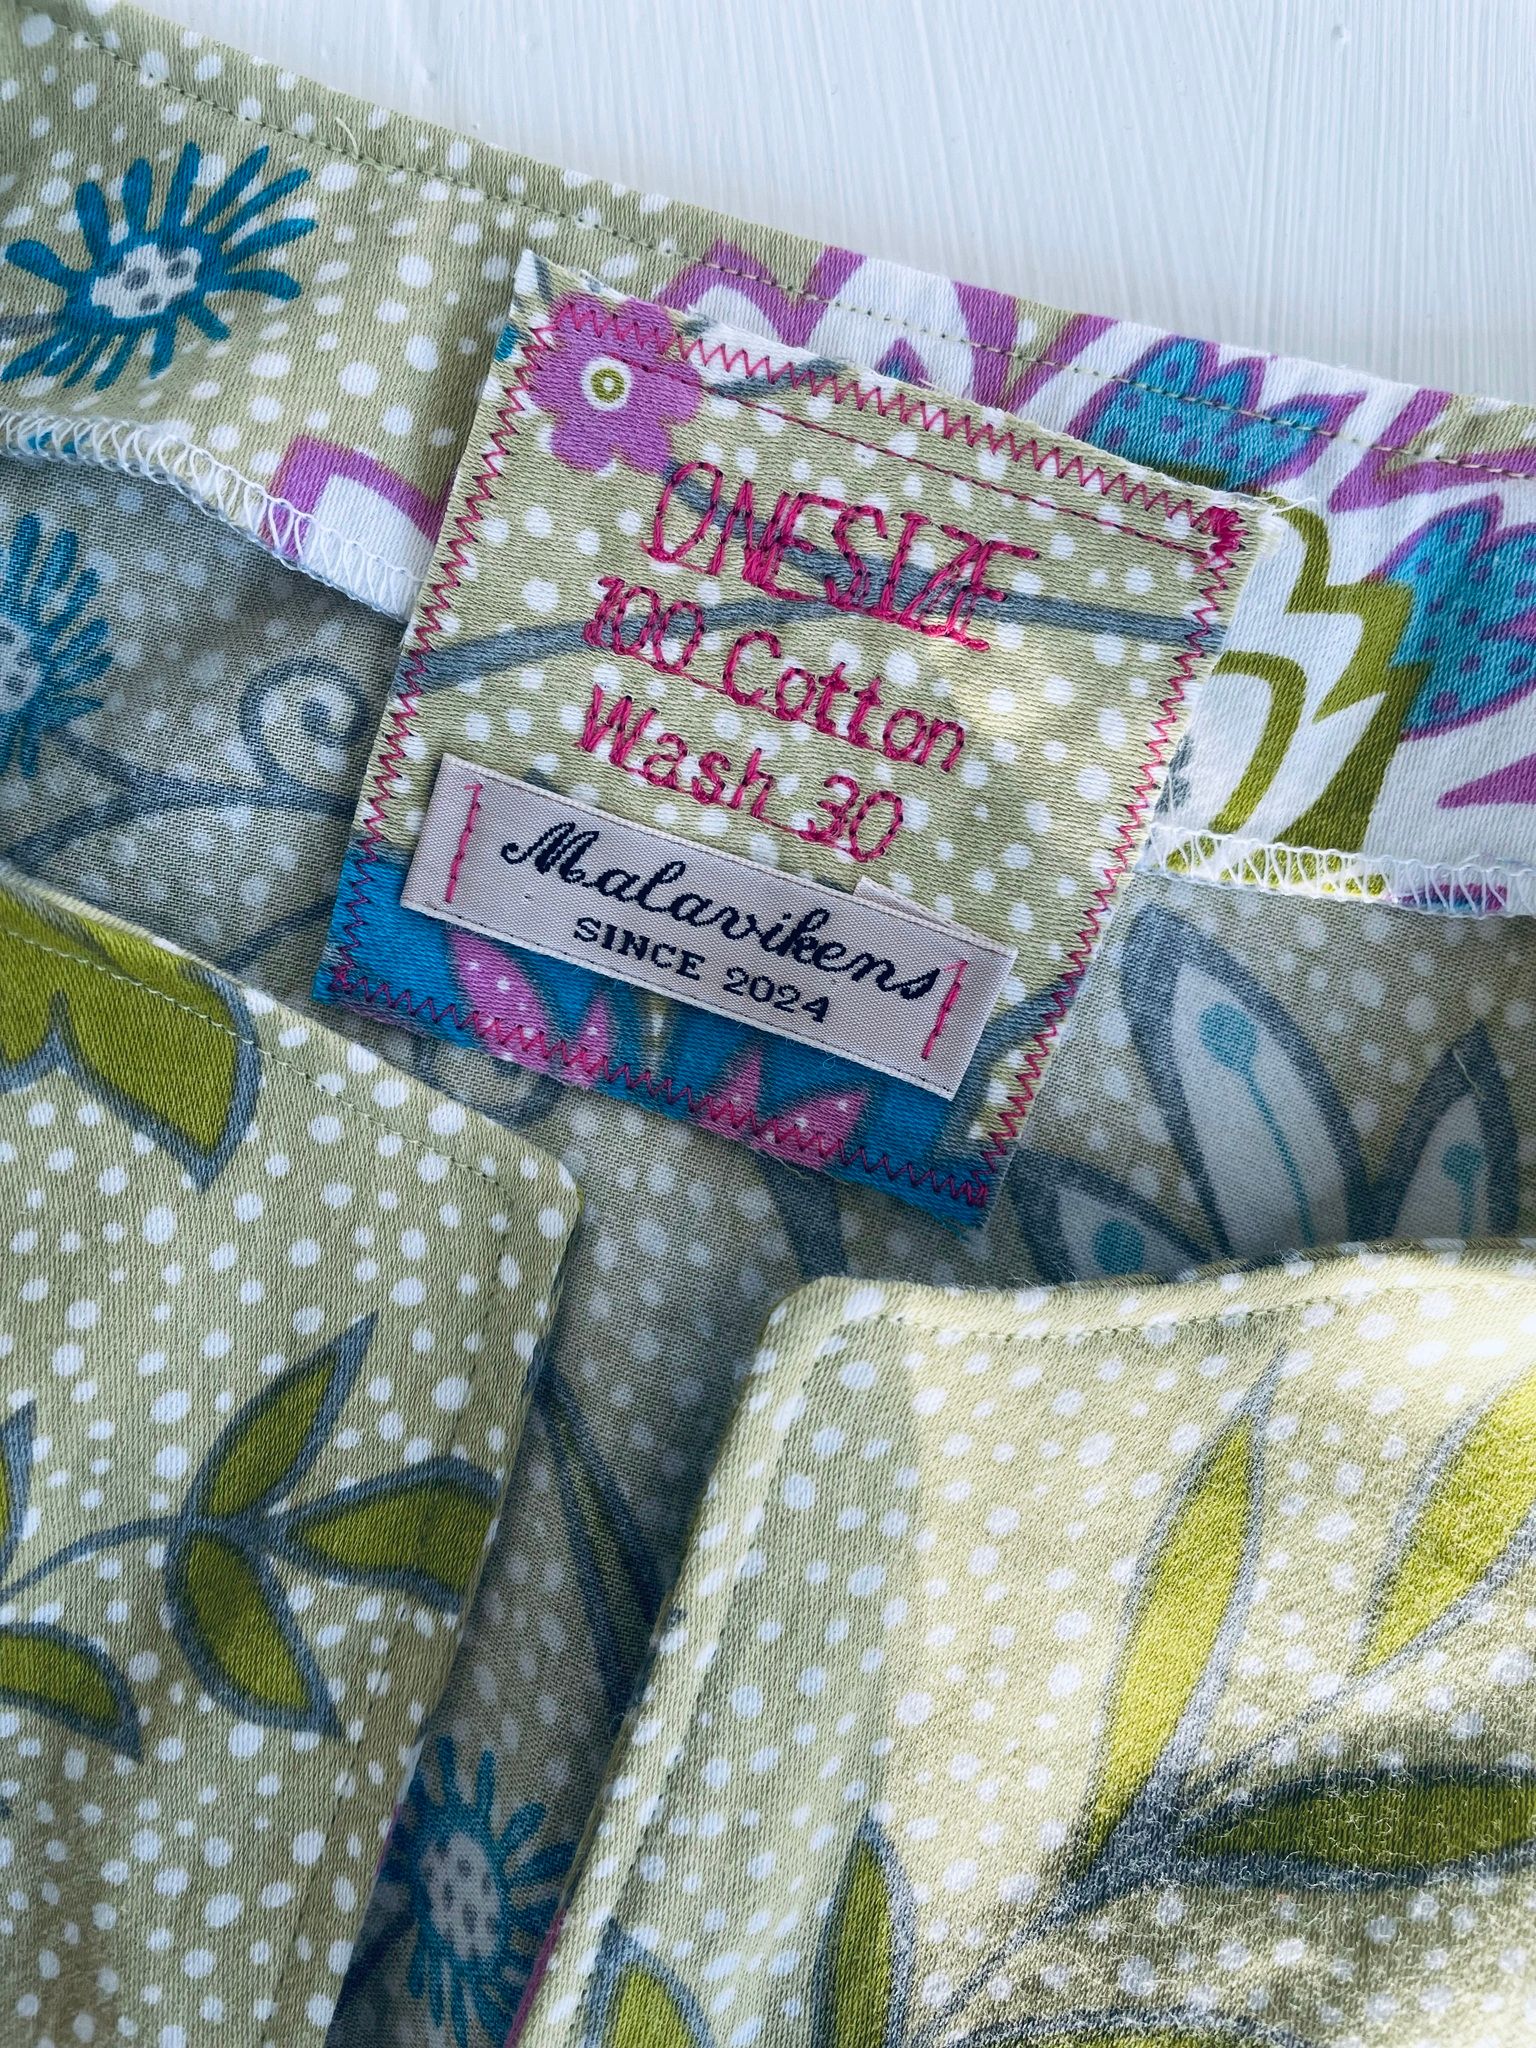 ONESIZE
100 Cotton
Wash 30
Malavikens
SINCE 2024